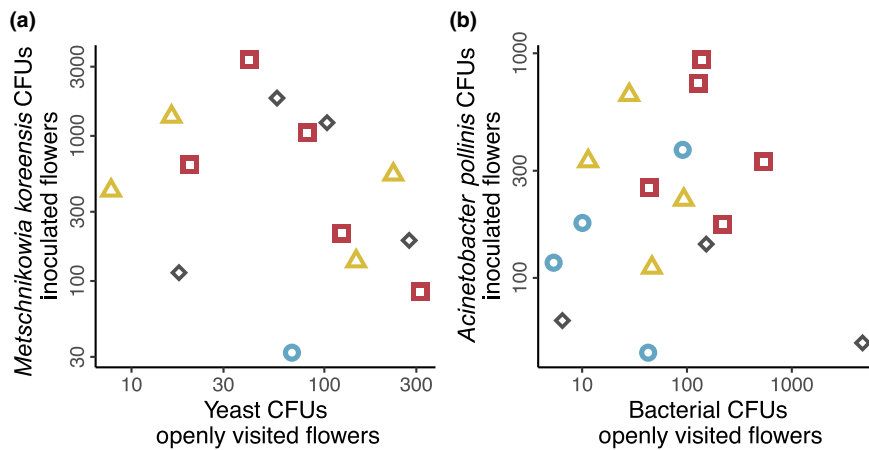 (a)
Metschnikowia koreensis CFUs
inoculated flowers
3000
1000
300
100
30
10
30
100
300
Yeast CFUs
openly visited flowers
(b)
Acinetobacter pollinis CFUs
inoculated flowers
1000
300
100
10
100
1000
Bacterial CFUs
openly visited flowers